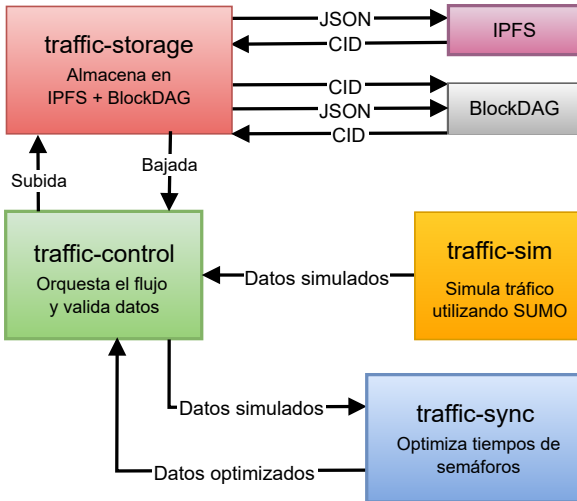 traffic-storage
Almacena en
IPFS + BlockDAG
JSON
CID
IPFS
CID
JSON
CID
BlockDAG
Subida
Bajada
traffic-control
Orquesta el flujo
y valida datos
Datos simulados
traffic-sim
Simula tráfico
utilizando SUMO
Datos simulados
traffic-sync
Optimiza tiempos de
semáforos
Datos optimizados